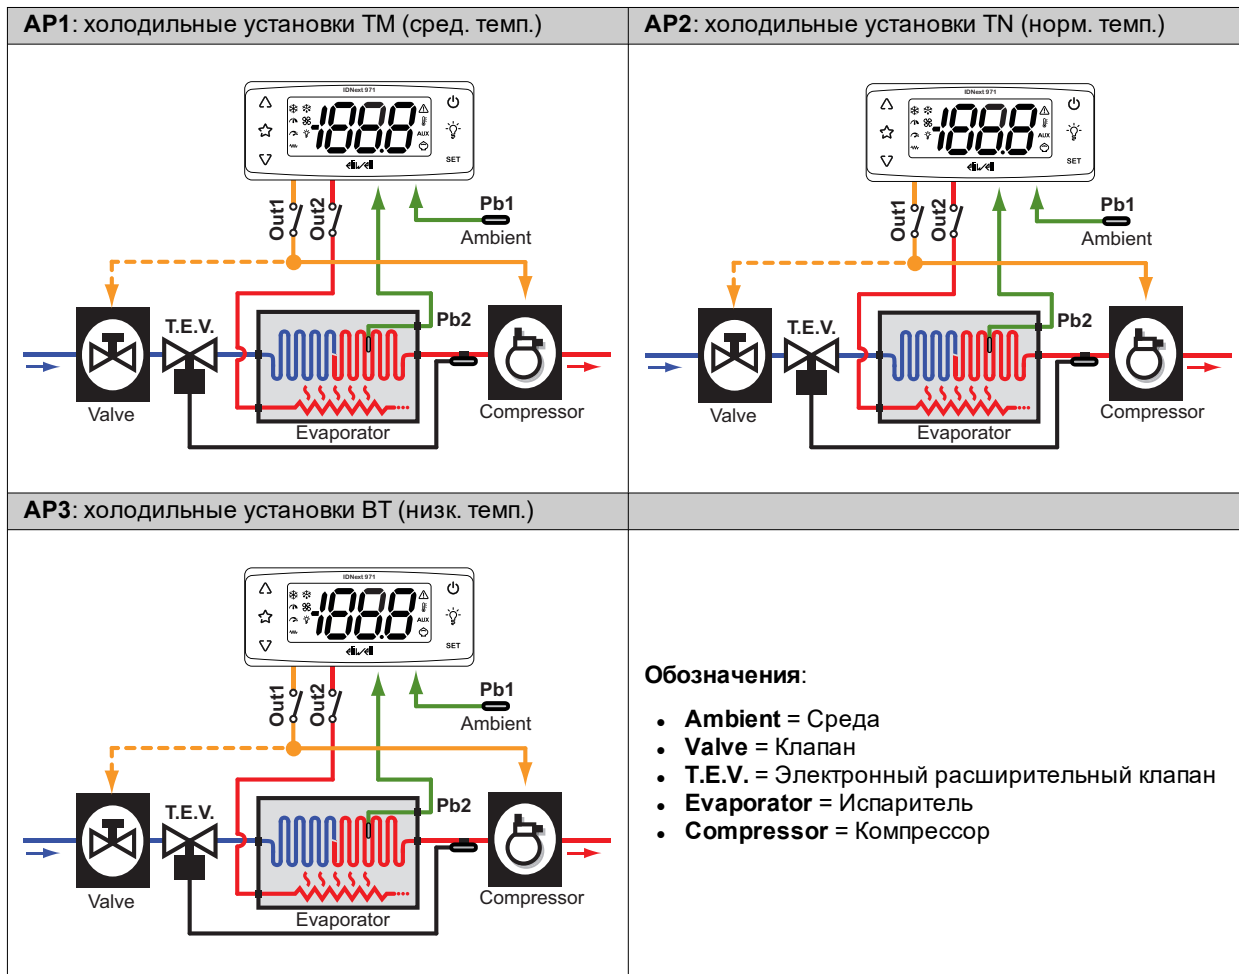 AP1: холодильные установки TM (сред. темп.)
IDNext 971
188.8
AUX
SET
eliwell
Out1
Out2
Pb1
Ambient
T.E.V.
Pb2
Valve
Evaporator
Compressor
AP2: холодильные установки TN (норм. темп.)
IDNext 971
188.8
AUX
SET
eliwell
Out1
Out2
Pb1
Ambient
T.E.V.
Pb2
Valve
Evaporator
Compressor
AP3: холодильные установки BT (низк. темп.)
IDNext 971
188.8
AUX
SET
eliwell
Out1
Out2
Pb1
Ambient
T.E.V.
Pb2
Valve
Evaporator
Compressor
Обозначения:
• Ambient = Среда
• Valve = Клапан
• T.E.V. = Электронный расширительный клапан
• Evaporator = Испаритель
• Compressor = Компрессор